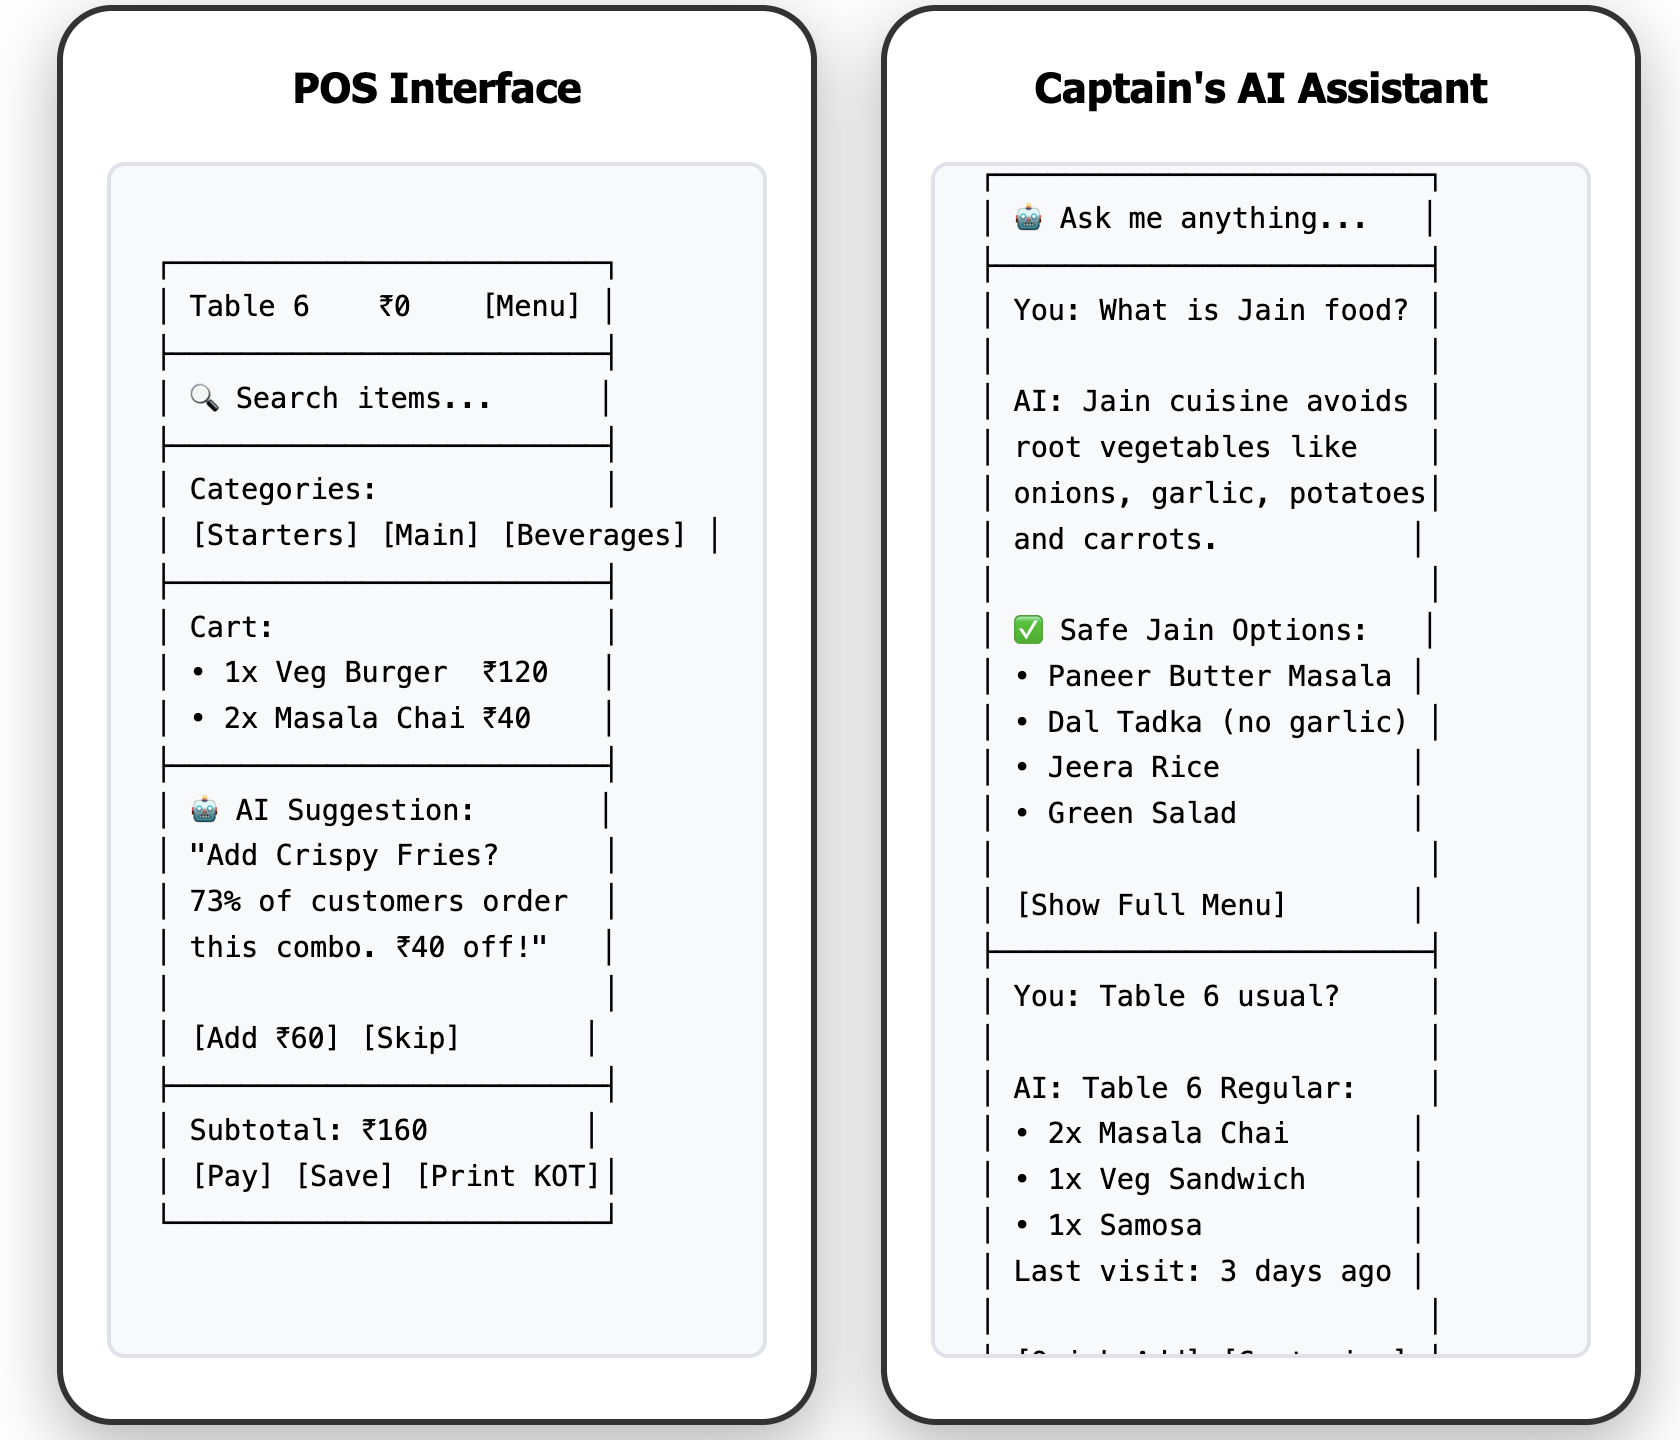 POS Interface
Table 6 ₹0 [Menu]
🔍 Search items...
Categories:
[Starters] [Main] [Beverages]
Cart:
• 1x Veg Burger ₹120
• 2x Masala Chai ₹40
🤖 AI Suggestion:
"Add Crispy Fries?
73% of customers order
this combo. ₹40 off!"
[Add ₹60] [Skip]
Subtotal: ₹160
[Pay] [Save] [Print KOT]
Captain's AI Assistant
🤖 Ask me anything...
You: What is Jain food?
AI: Jain cuisine avoids
root vegetables like
onions, garlic, potatoes
and carrots.
✅ Safe Jain Options:
• Paneer Butter Masala
• Dal Tadka (no garlic)
• Jeera Rice
• Green Salad
[Show Full Menu]
You: Table 6 usual?
AI: Table 6 Regular:
• 2x Masala Chai
• 1x Veg Sandwich
• 1x Samosa
Last visit: 3 days ago